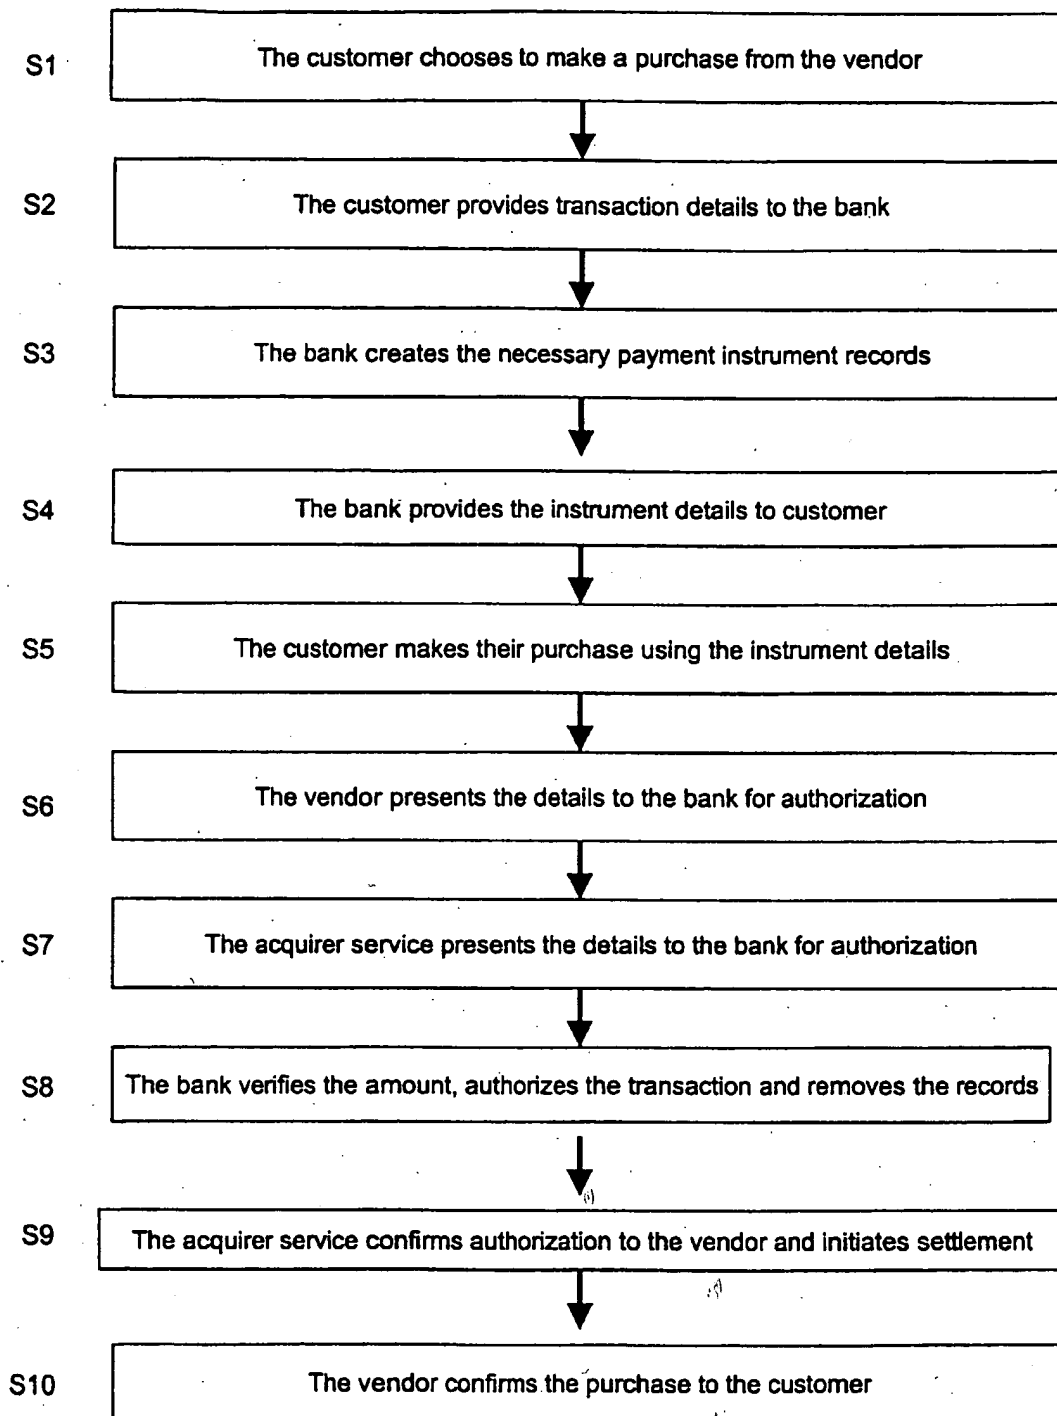 S1 The customer chooses to make a purchase from the vendor
S2 The customer provides transaction details to the bank
S3 The bank creates the necessary payment instrument records
S4 The bank provides the instrument details to customer
S5 The customer makes their purchase using the instrument details
S6 The vendor presents the details to the bank for authorization
S7 The acquirer service presents the details to the bank for authorization
S8 The bank verifies the amount, authorizes the transaction and removes the records
S9 The acquirer service confirms authorization to the vendor and initiates settlement
S10 The vendor confirms the purchase to the customer